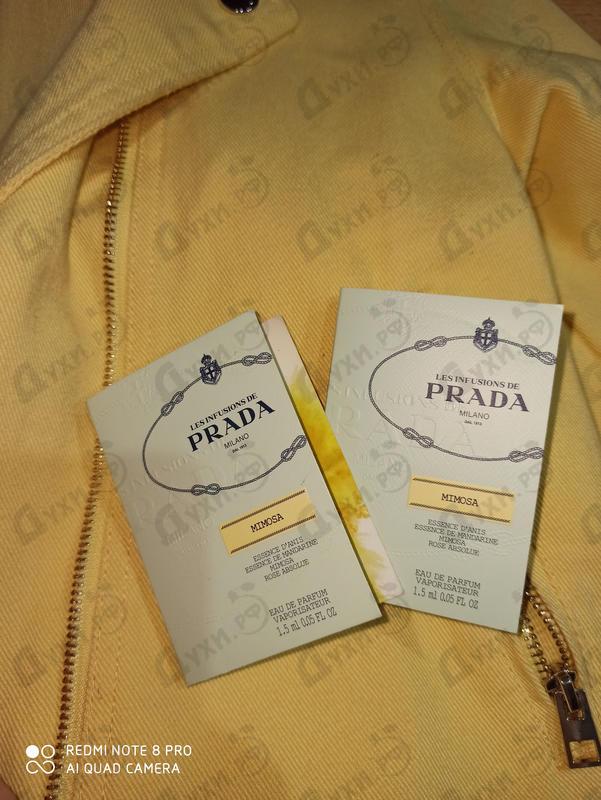 LES INFUSIONS DE
PRADA
MILANO
DAL 1913
MIMOSA
ESSENCE D'ANIS
ESSENCE DE MANDARINE
MIMOSA
ROSE ABSOLUE
EAU DE PARFUM
VAPORISATEUR
1.5 ml 0.05 FL OZ
LES INFUSIONS DE
PRADA
MILANO
DAL 1913
MIMOSA
ESSENCE D'ANIS
ESSENCE DE MANDARINE
MIMOSA
ROSE ABSOLUE
EAU DE PARFUM
VAPORISATEUR
1.5 ml 0.05 FL OZ
Духи.рф
REDMI NOTE 8 PRO
AI QUAD CAMERA